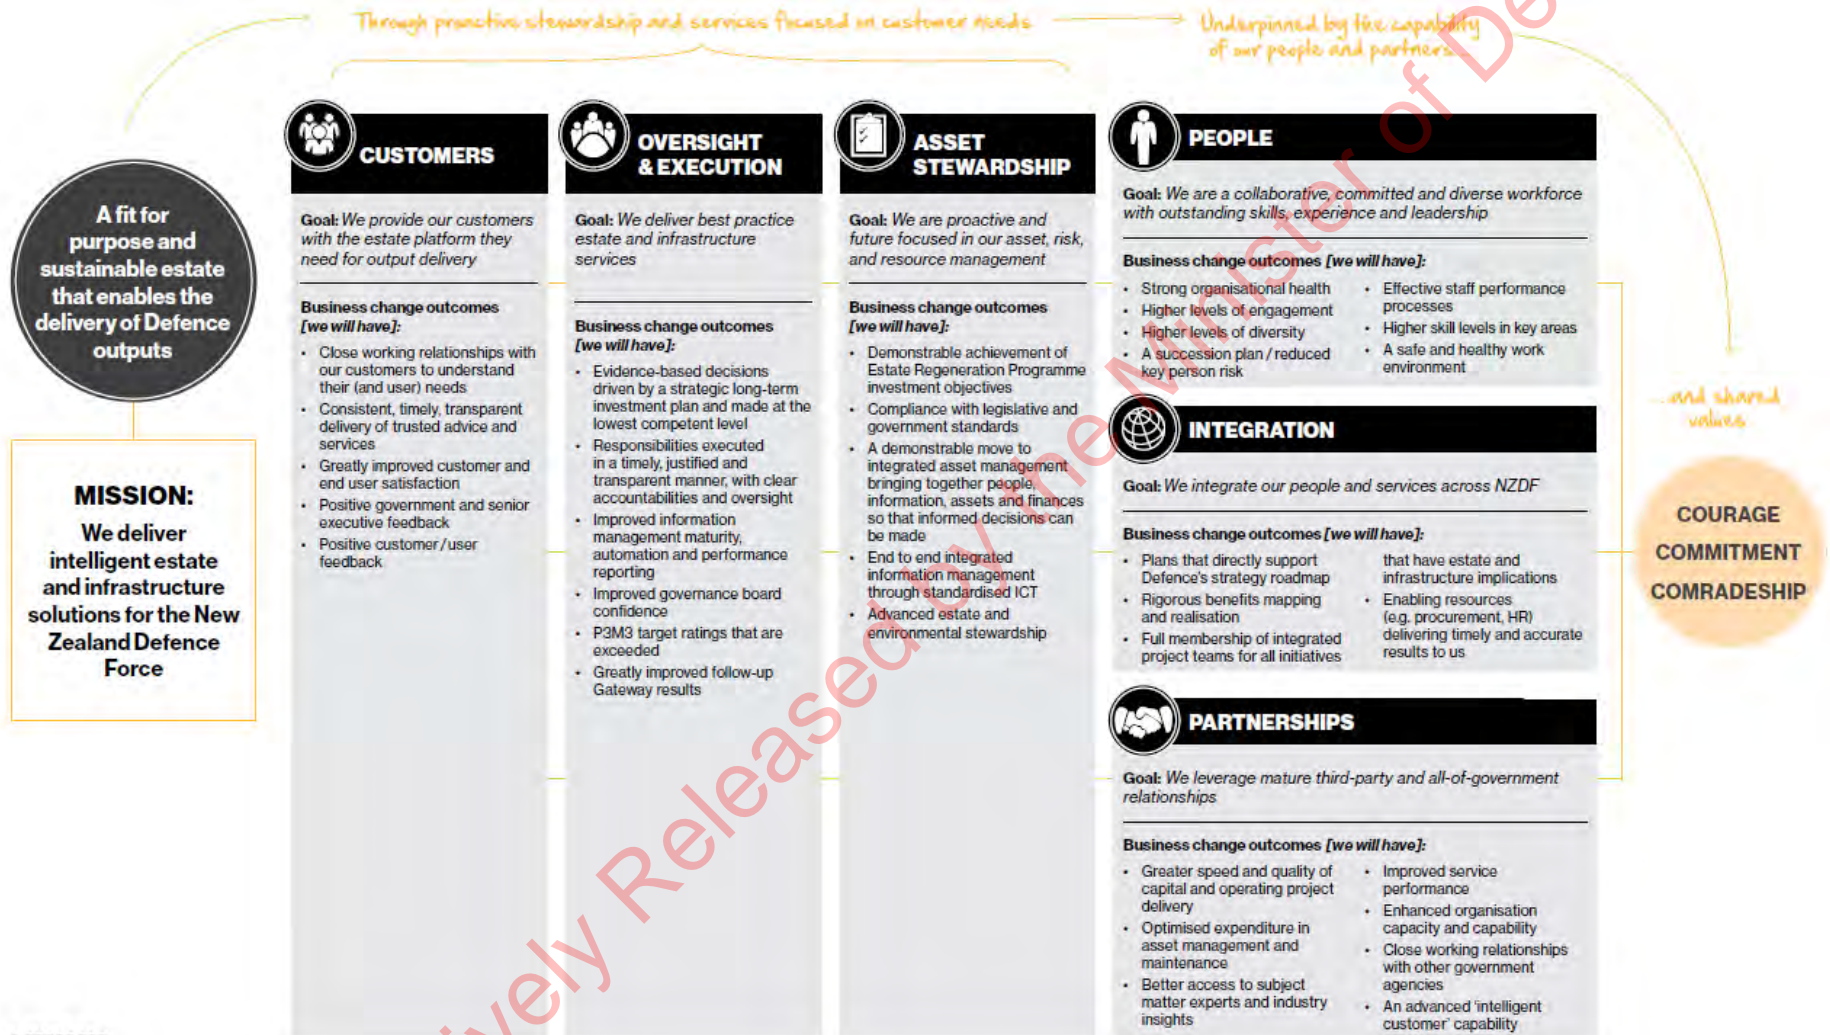 Through proactive stewardship and services focused on customer needs
Underpinned by the capability
of our people and partners
A fit for
purpose and
sustainable estate
that enables the
delivery of Defence
outputs
MISSION:
We deliver
intelligent estate
and infrastructure
solutions for the New
Zealand Defence
Force
CUSTOMERS
Goal: We provide our customers
with the estate platform they
need for output delivery
Business change outcomes
[we will have]:
• Close working relationships with
our customers to understand
their (and user) needs
• Consistent, timely, transparent
delivery of trusted advice and
services
• Greatly improved customer and
end user satisfaction
• Positive government and senior
executive feedback
• Positive customer/user
feedback
OVERSIGHT
& EXECUTION
Goal: We deliver best practice
estate and infrastructure
services
Business change outcomes
[we will have]:
• Evidence-based decisions
driven by a strategic long-term
investment plan and made at the
lowest competent level
• Responsibilities executed
in a timely, justified and
transparent manner, with clear
accountabilities and oversight
• Improved information
management maturity,
automation and performance
reporting
• Improved governance board
confidence
• P3M3 target ratings that are
exceeded
• Greatly improved follow-up
Gateway results
ASSET
STEWARDSHIP
Goal: We are proactive and
future focused in our asset, risk,
and resource management
Business change outcomes
[we will have]:
• Demonstrable achievement of
Estate Regeneration Programme
investment objectives
• Compliance with legislative and
government standards
• A demonstrable move to
integrated asset management
bringing together people,
information, assets and finances
so that informed decisions can
be made
• End to end integrated
information management
through standardised ICT
• Advanced estate and
environmental stewardship
PEOPLE
Goal: We are a collaborative, committed and diverse workforce
with outstanding skills, experience and leadership
Business change outcomes [we will have]:
• Strong organisational health
• Higher levels of engagement
• Higher levels of diversity
• A succession plan / reduced
key person risk
• Effective staff performance
processes
• Higher skill levels in key areas
• A safe and healthy work
environment
INTEGRATION
Goal: We integrate our people and services across NZDF
Business change outcomes [we will have]:
• Plans that directly support
Defence's strategy roadmap
• Rigorous benefits mapping
and realisation
• Full membership of integrated
project teams for all initiatives
that have estate and
infrastructure implications
• Enabling resources
(e.g. procurement, HR)
delivering timely and accurate
results to us
PARTNERSHIPS
Goal: We leverage mature third-party and all-of-government
relationships
Business change outcomes [we will have]:
• Greater speed and quality of
capital and operating project
delivery
• Optimised expenditure in
asset management and
maintenance
• Better access to subject
matter experts and industry
insights
• Improved service
performance
• Enhanced organisation
capacity and capability
• Close working relationships
with other government
agencies
• An advanced 'intelligent
customer' capability
...and shared
values
COURAGE
COMMITMENT
COMRADESHIP
Released by the Minister of